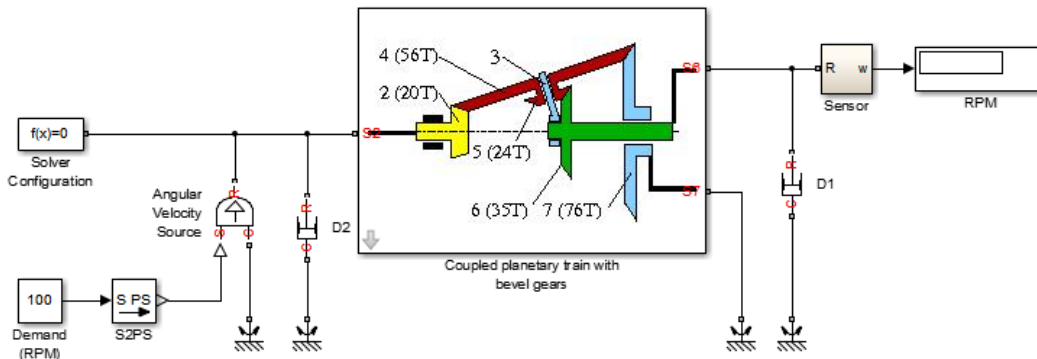 4 (56T)
3
2 (20T)
5 (24T)
6 (35T)
7 (76T)
S2
S6
S7
Coupled planetary train with
bevel gears
f(x)=0
Solver
Configuration
Angular
Velocity
Source
R
S
C
R
C
D2
100
Demand
(RPM)
S PS
S2PS
R
w
Sensor
RPM
R
C
D1